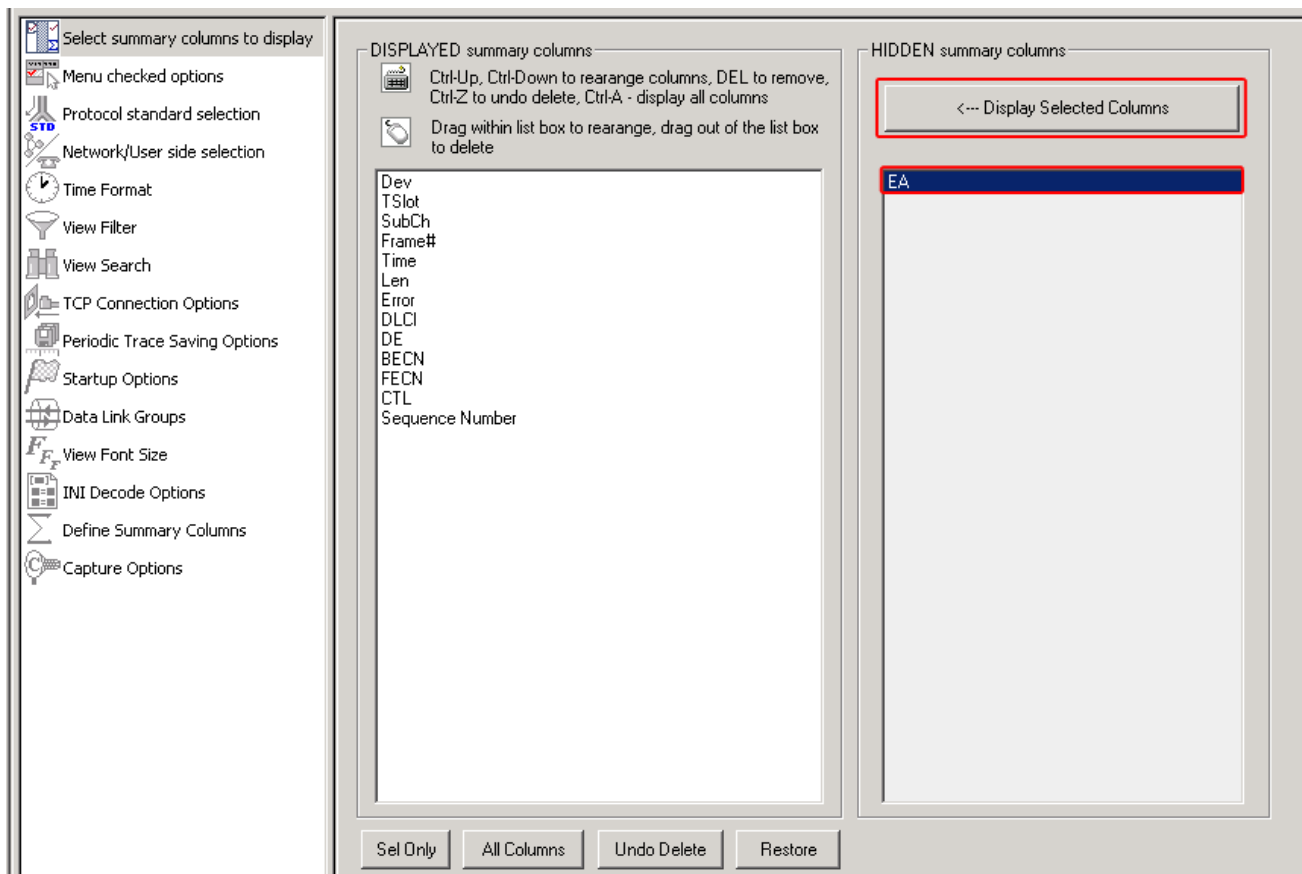 Select summary columns to display
Menu checked options
STD
Protocol standard selection
Network/User side selection
Time Format
View Filter
View Search
TCP Connection Options
Periodic Trace Saving Options
Startup Options
Data Link Groups
View Font Size
INI Decode Options
Define Summary Columns
Capture Options
DISPLAYED summary columns
Ctrl-Up, Ctrl-Down to rearange columns, DEL to remove,
Ctrl-Z to undo delete, Ctrl-A - display all columns
Drag within list box to rearange, drag out of the list box
to delete
Dev
TSlot
SubCh
Frame#
Time
Len
Error
DLCI
DE
BECN
FECN
CTL
Sequence Number
Sel Only
All Columns
Undo Delete
Restore
HIDDEN summary columns
<--- Display Selected Columns
EA